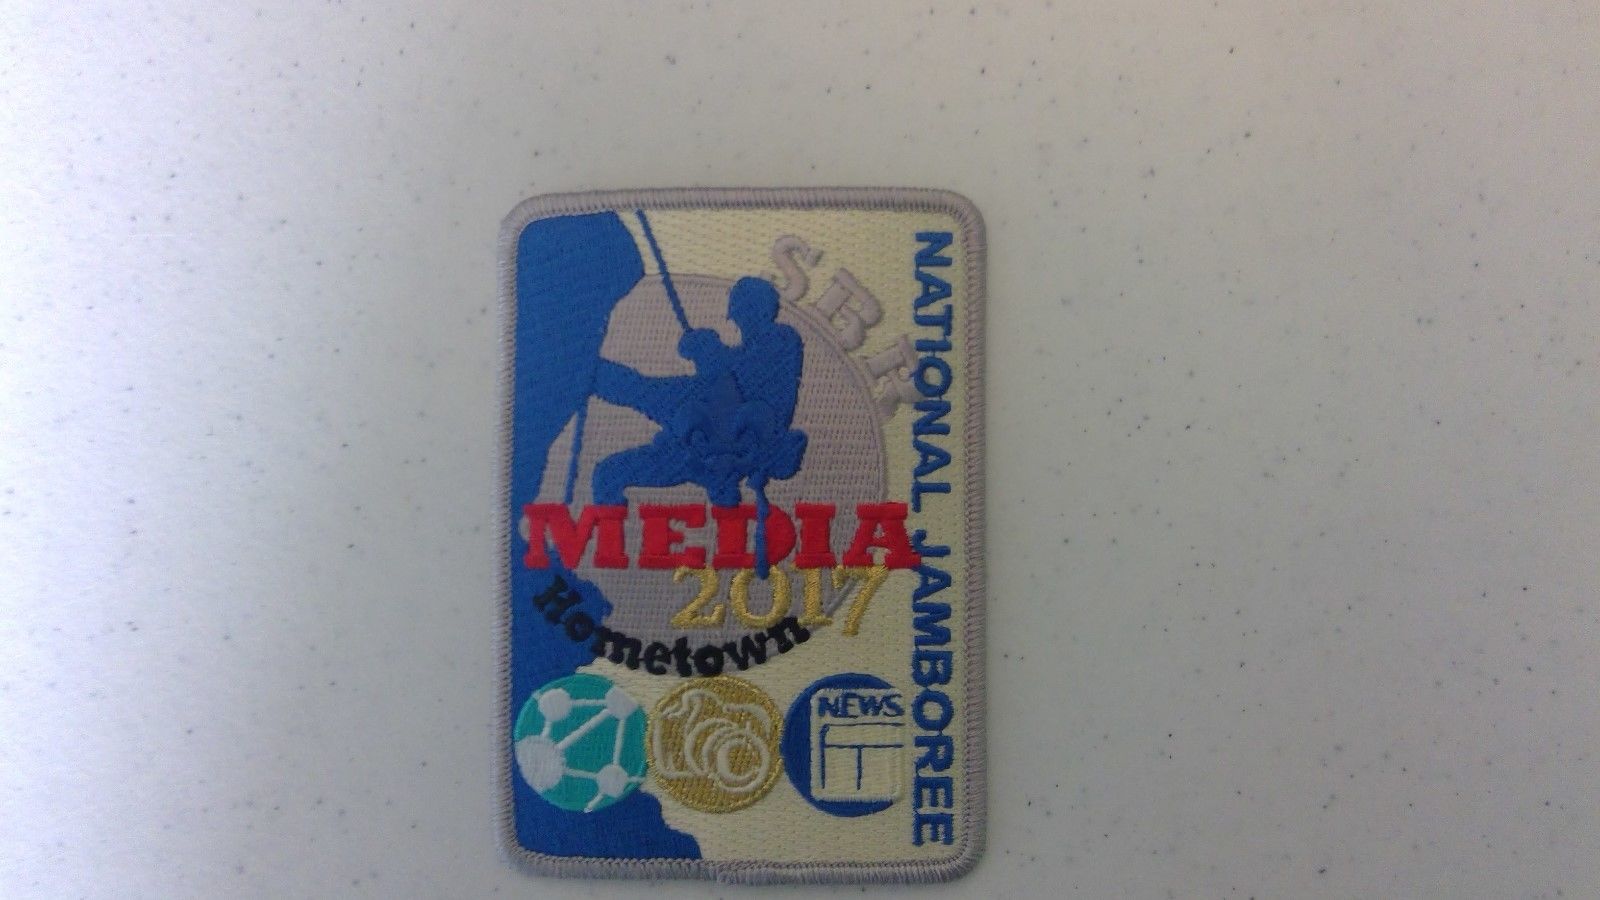 SBR
NATIONAL JAMBOREE
MEDIA
2017
Hometown
NEWS